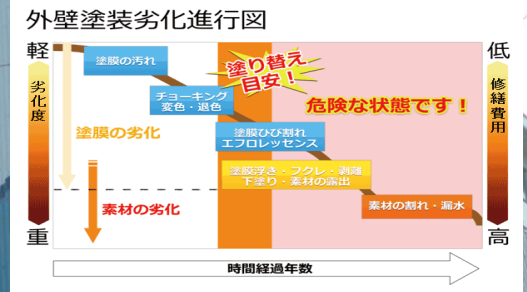 外壁塗装劣化進行図
軽
劣化度
重
塗膜の汚れ
チョーキング
変色・退色
塗り替え
目安！
危険な状態です！
塗膜の劣化
塗膜ひび割れ
エフロレッセンス
塗膜浮き・フクレ・剥離
下塗り・素材の露出
素材の劣化
素材の割れ・漏水
低
修繕費用
高
時間経過年数